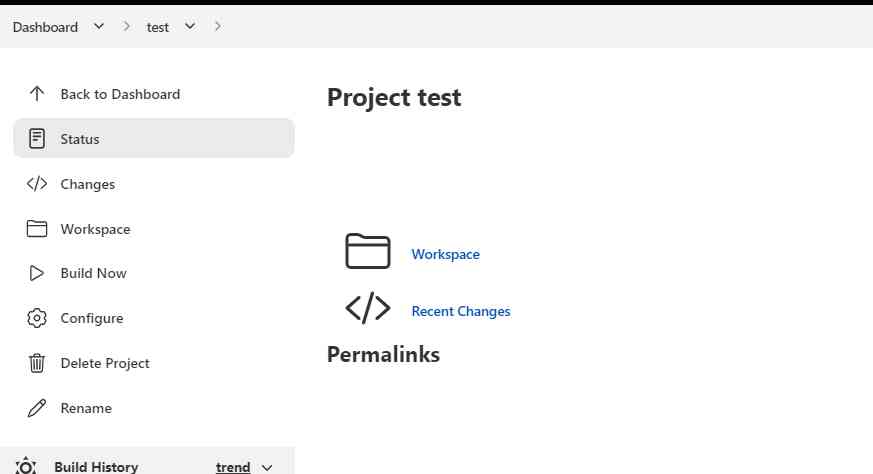 Dashboard test
Back to Dashboard
Status
Changes
Workspace
Build Now
Configure
Delete Project
Rename
Build History trend
Project test
Workspace
Recent Changes
Permalinks